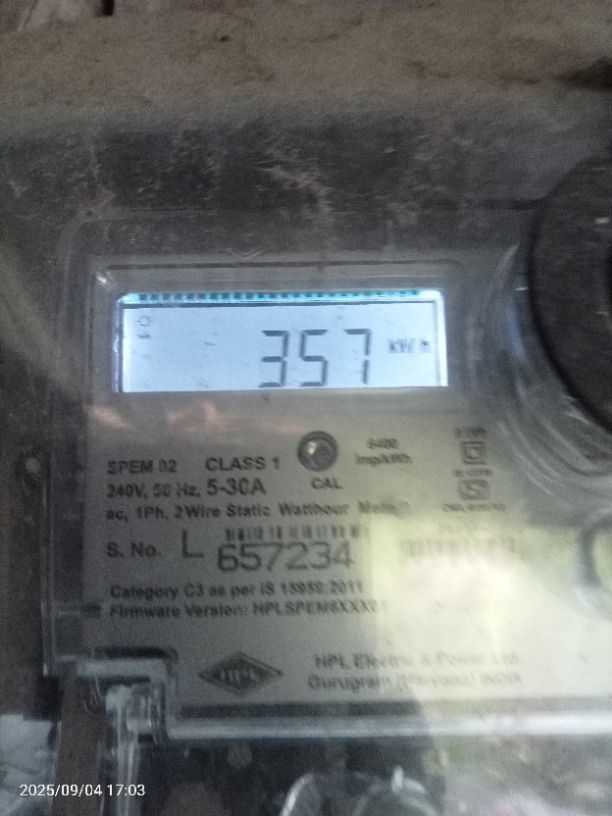 357 kWh
6400
imp/kWh
SPEM 02 CLASS 1
CAL
240V, 50 Hz, 5-30A
ac, 1Ph, 2Wire Static Watthour Meter
S. No. L 657234
Category C3 as per IS 15959:2011
Firmware Version:
HPL
HPL Electric & Power Ltd.
Gurugram (Haryana) INDIA
2025/09/04 17:03